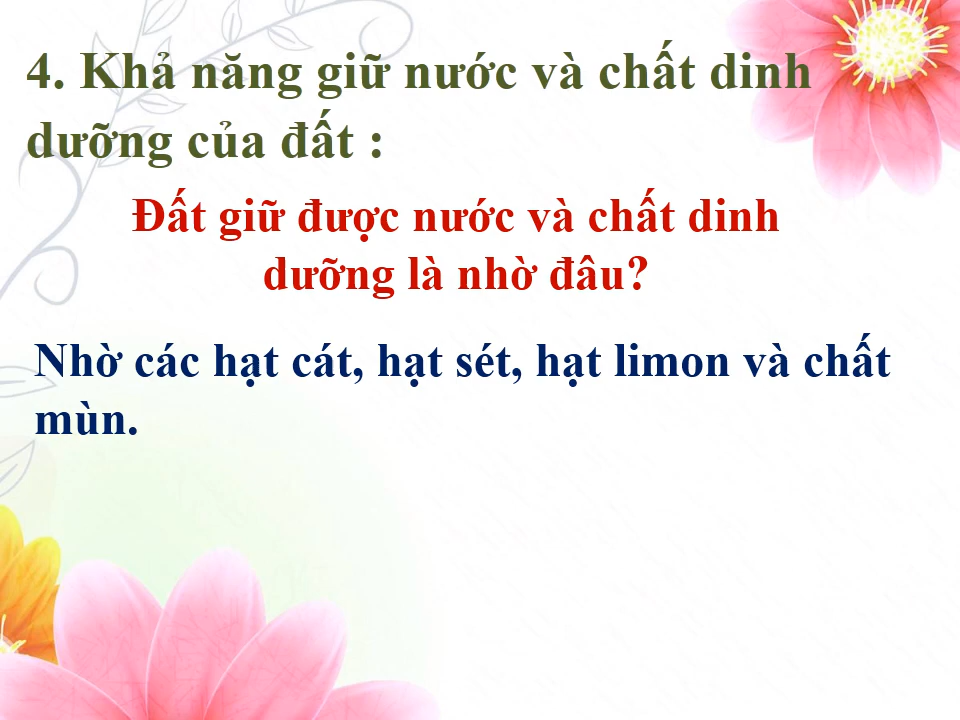 4. Khả năng giữ nước và chất dinh
dưỡng của đất :
Đất giữ được nước và chất dinh
dưỡng là nhờ đâu?
Nhờ các hạt cát, hạt sét, hạt limon và chất
mùn.